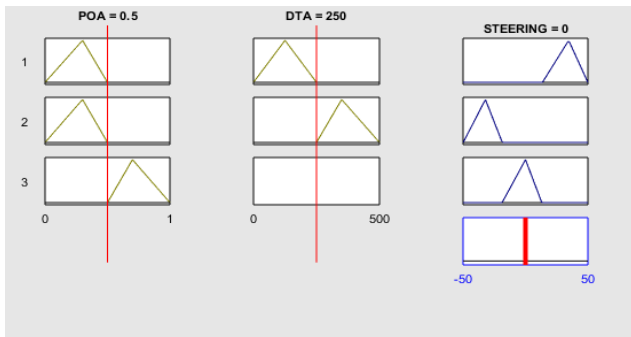 POA = 0.5
DTA = 250
STEERING = 0
1
2
3
0 1
0 500
-50 50